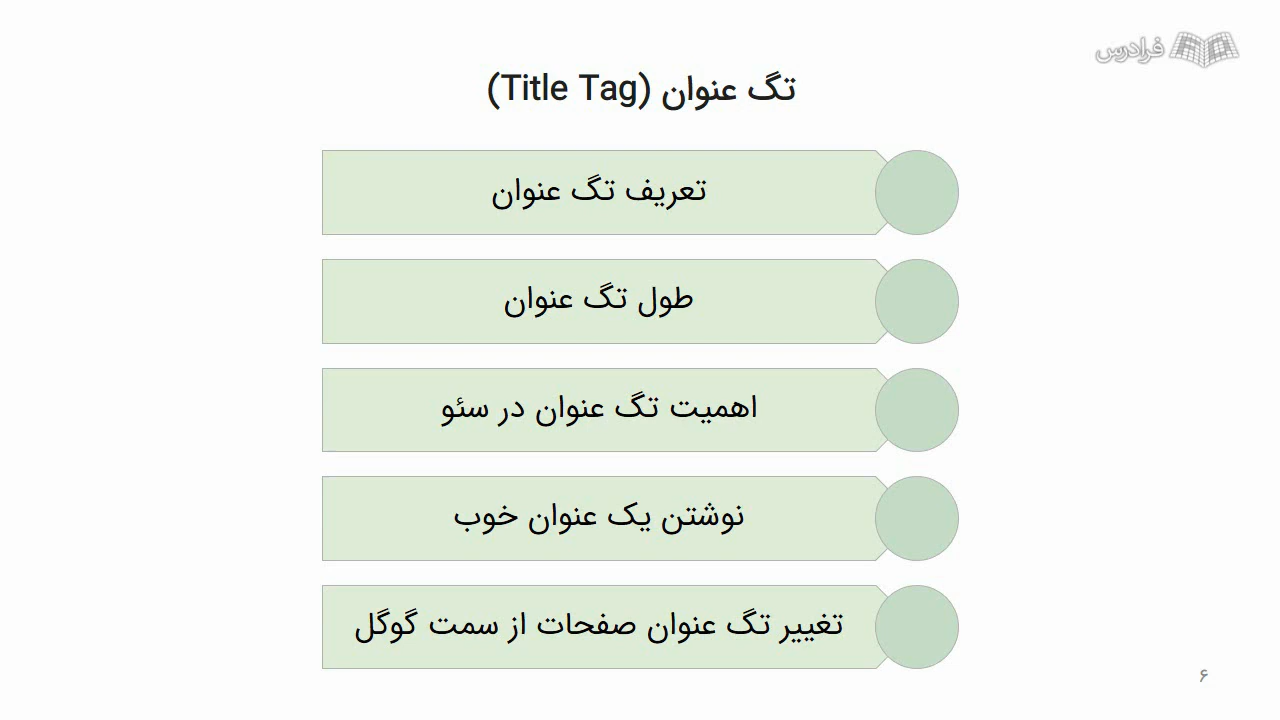 فرادرس
تگ عنوان (Title Tag)
تعریف تگ عنوان
طول تگ عنوان
اهمیت تگ عنوان در سئو
نوشتن یک عنوان خوب
تغییر تگ عنوان صفحات از سمت گوگل
۶